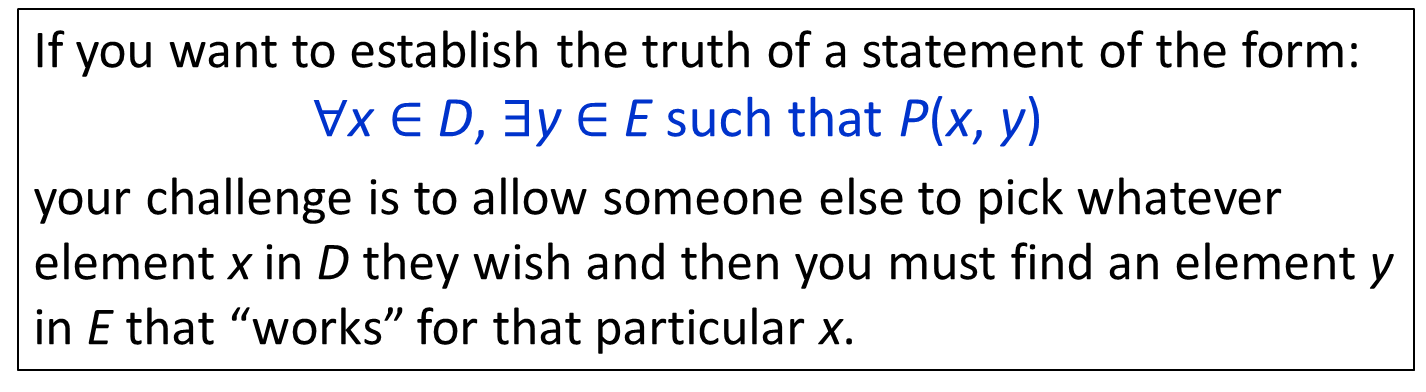 If you want to establish the truth of a statement of the form:
∀x ∈ D, ∃y ∈ E such that P(x, y)
your challenge is to allow someone else to pick whatever
element x in D they wish and then you must find an element y
in E that “works” for that particular x.